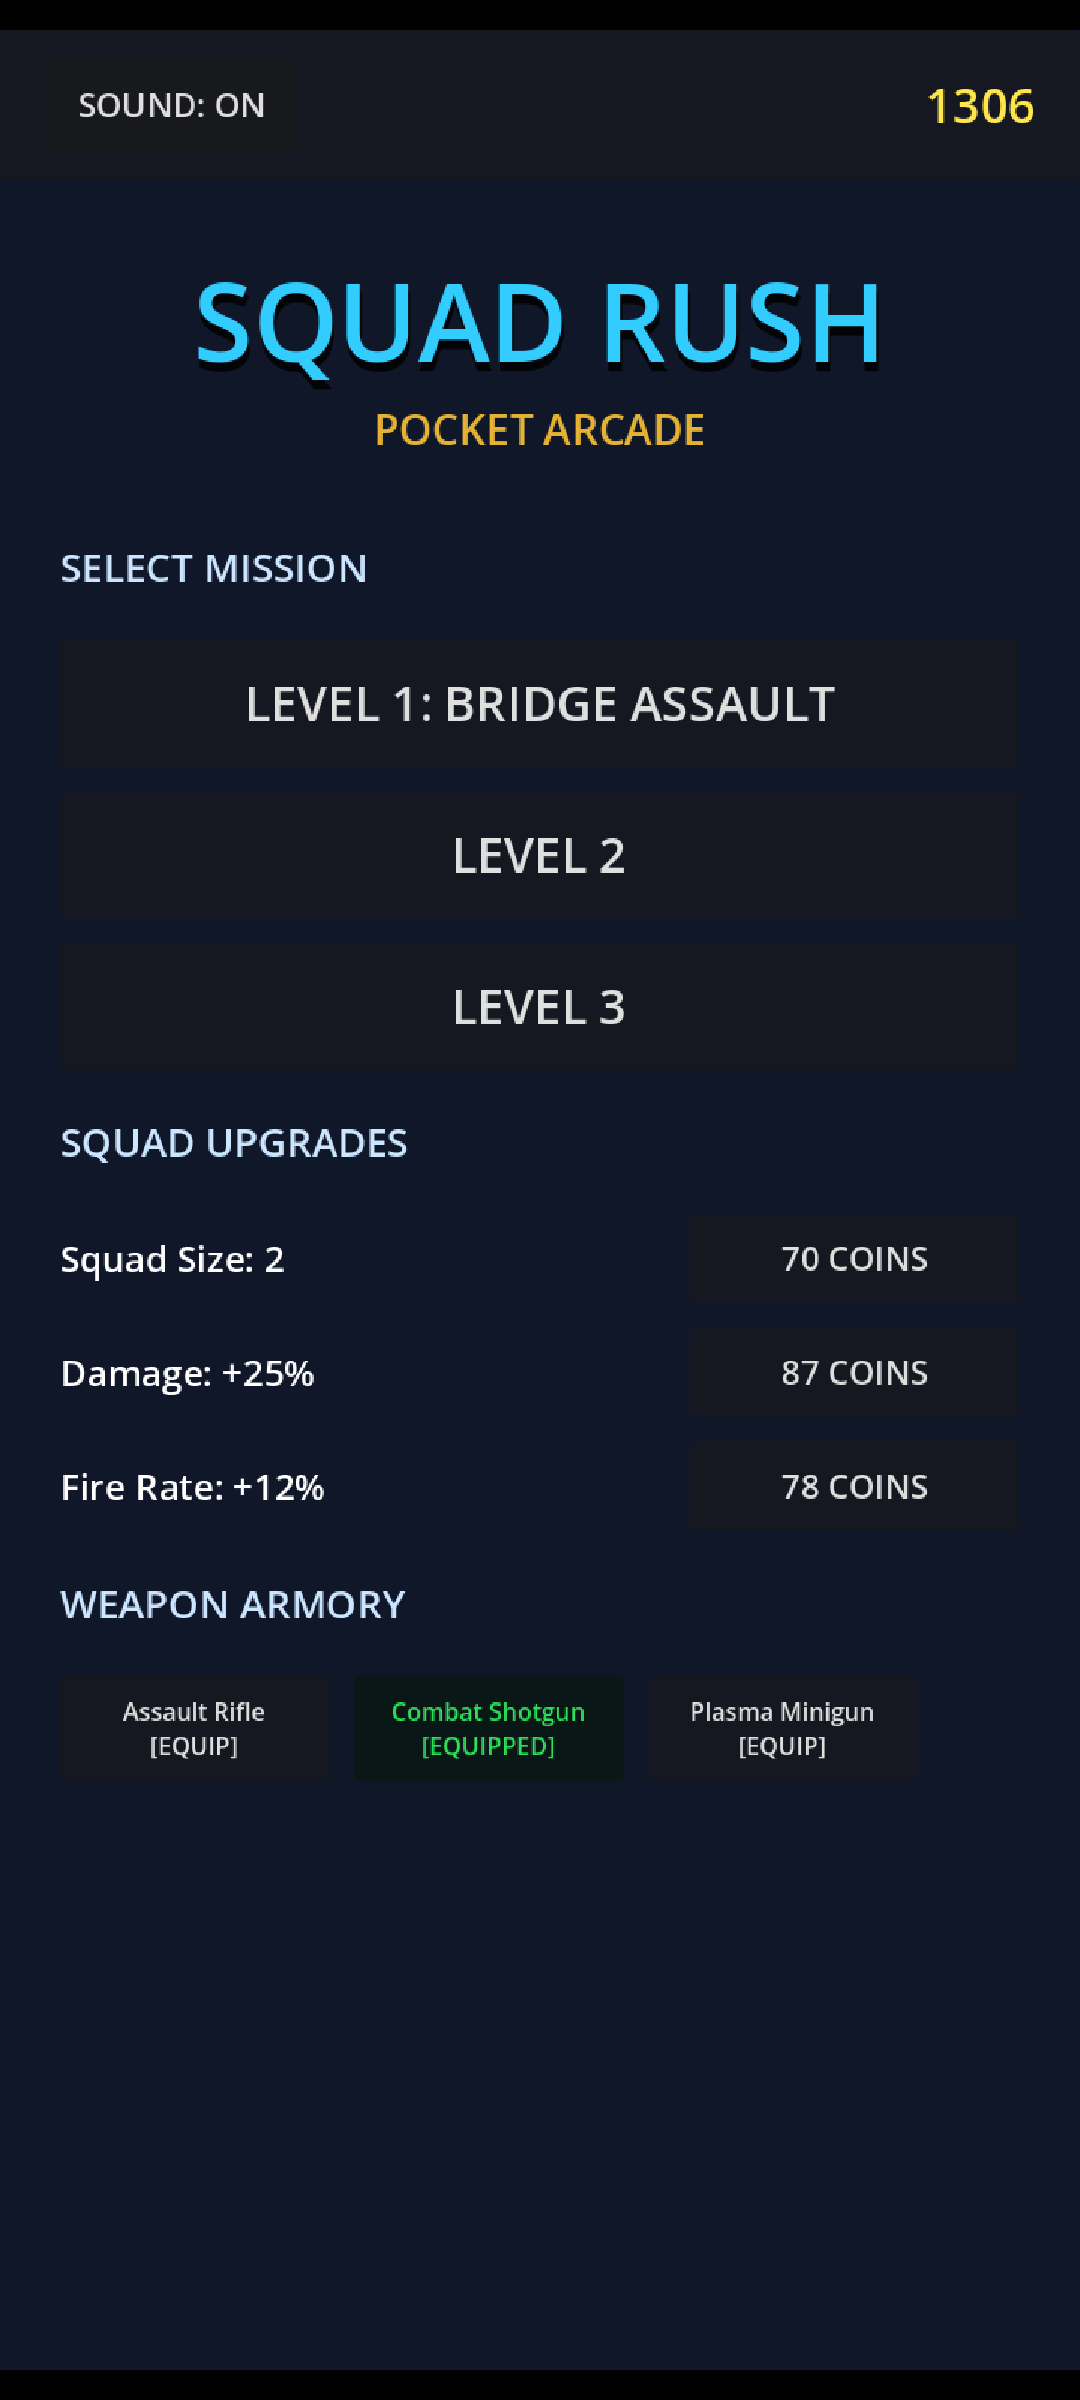 SOUND: ON
1306
SQUAD RUSH
POCKET ARCADE
SELECT MISSION
LEVEL 1: BRIDGE ASSAULT
LEVEL 2
LEVEL 3
SQUAD UPGRADES
Squad Size: 2
70 COINS
Damage: +25%
87 COINS
Fire Rate: +12%
78 COINS
WEAPON ARMORY
Assault Rifle
[EQUIP]
Combat Shotgun
[EQUIPPED]
Plasma Minigun
[EQUIP]